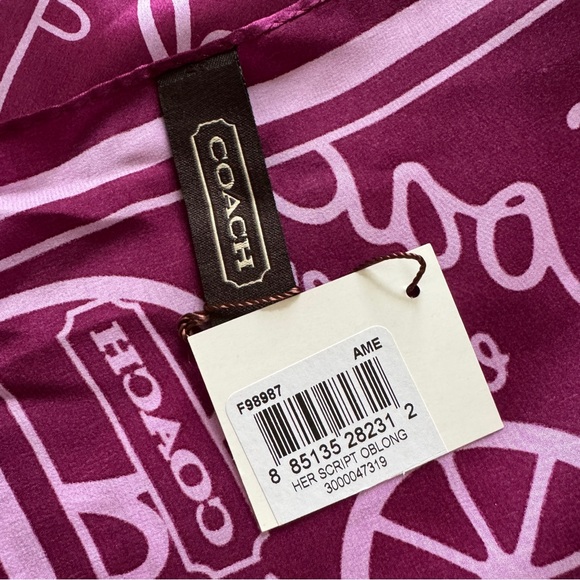 COACH
F98987 AME
8 85135 28231 2
HER SCRIPT OBLONG
3000047319
COACH